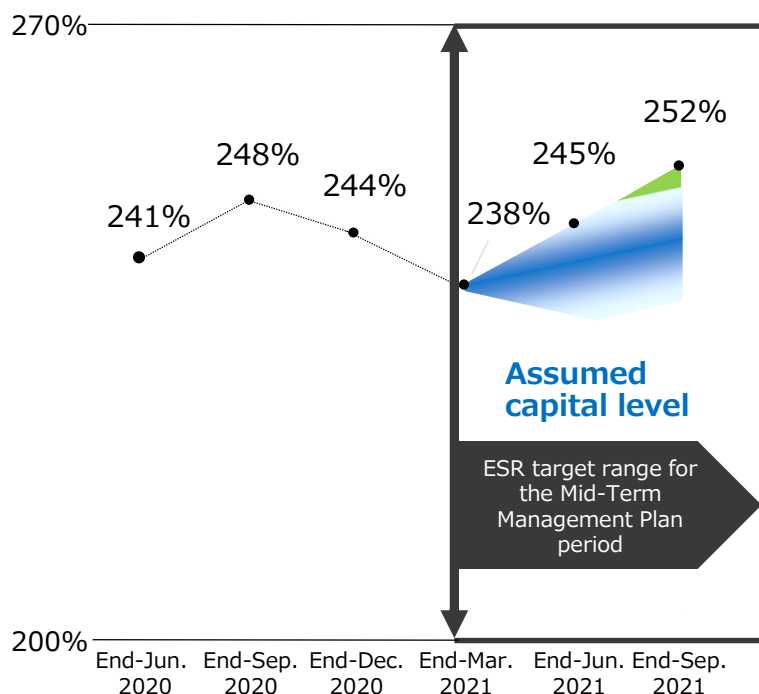 270%
252%
248%
245%
244%
241%
238%
Assumed
capital level
ESR target range for
the Mid-Term
Management Plan
period
200%
End-Jun.
2020
End-Sep.
2020
End-Dec.
2020
End-Mar.
2021
End-Jun.
2021
End-Sep.
2021